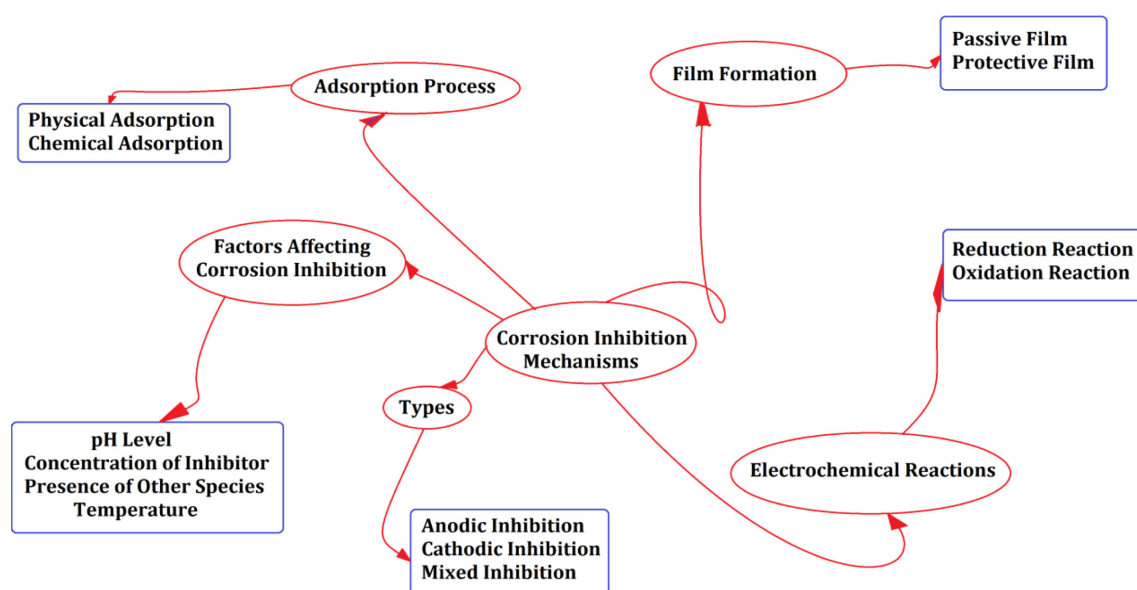 Passive Film
Protective Film
Film Formation
Adsorption Process
Physical Adsorption
Chemical Adsorption
Factors Affecting
Corrosion Inhibition
Reduction Reaction
Oxidation Reaction
Corrosion Inhibition
Mechanisms
Types
pH Level
Concentration of Inhibitor
Presence of Other Species
Temperature
Electrochemical Reactions
Anodic Inhibition
Cathodic Inhibition
Mixed Inhibition